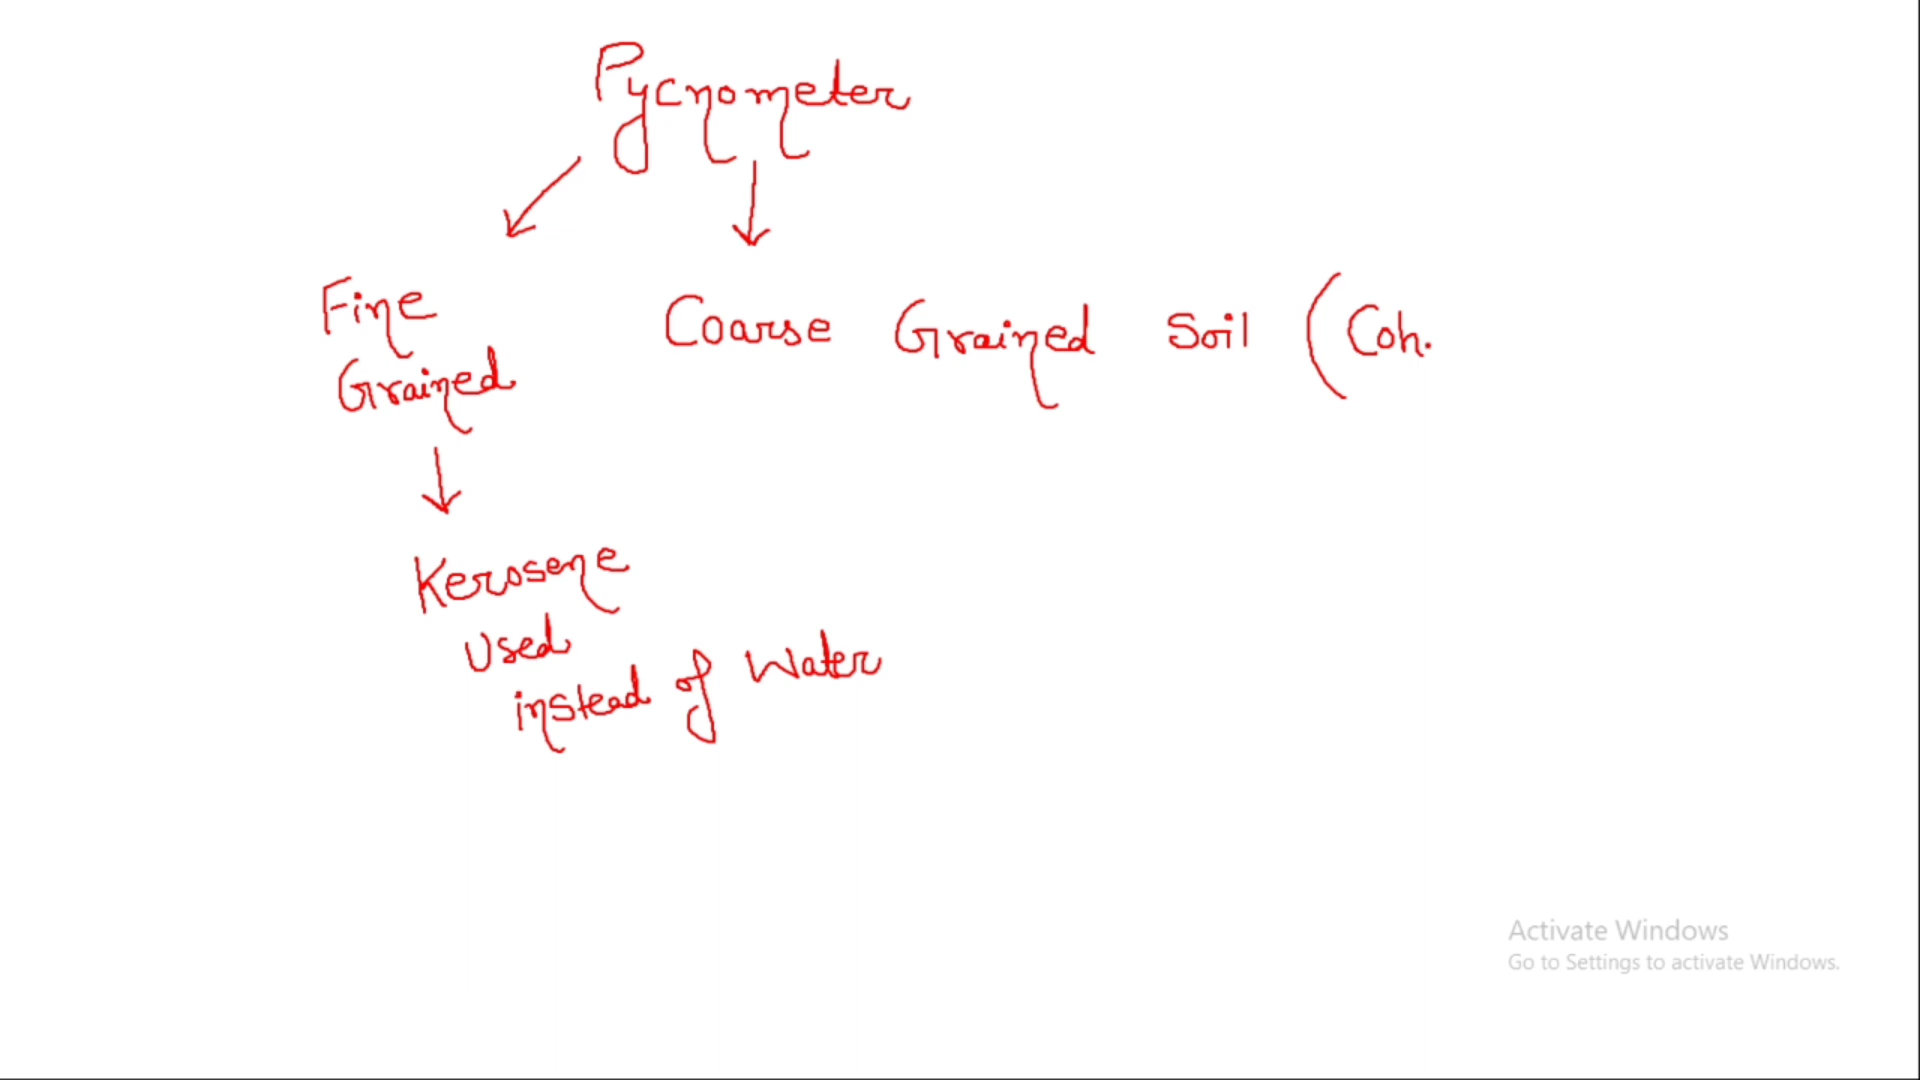 Pycnometer
Fine
Grained
Coarse Grained Soil (Coh.
Kerosene
Used
instead of Water
Activate Windows
Go to Settings to activate Windows.